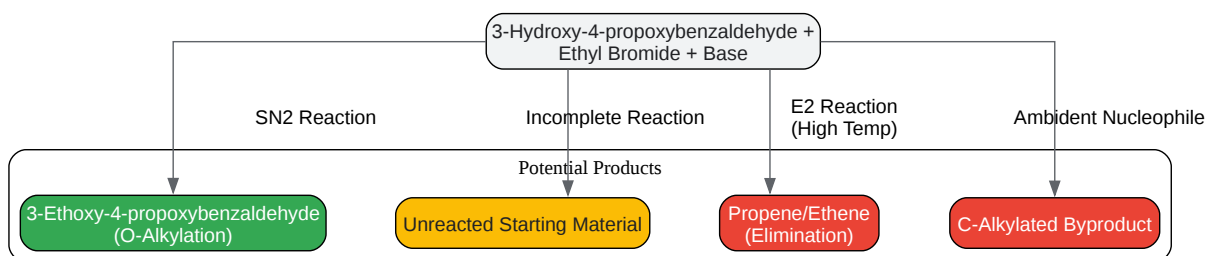 3-Hydroxy-4-propoxybenzaldehyde +
Ethyl Bromide + Base
SN2 Reaction
Incomplete Reaction
E2 Reaction
(High Temp)
Ambident Nucleophile
Potential Products
3-Ethoxy-4-propoxybenzaldehyde
(O-Alkylation)
Unreacted Starting Material
Propene/Ethene
(Elimination)
C-Alkylated Byproduct